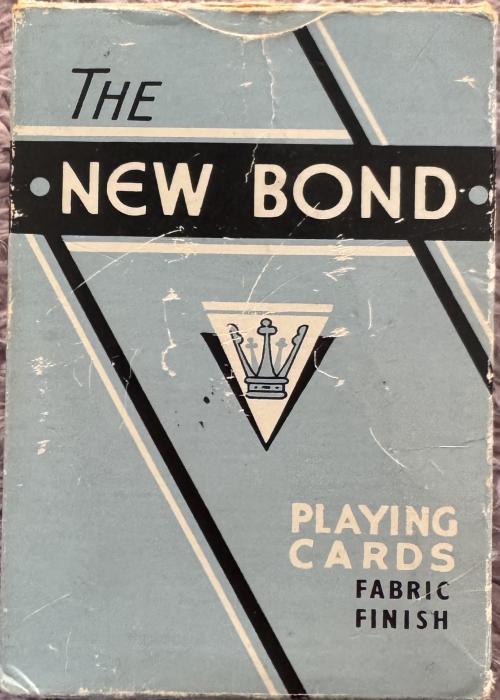 THE
NEW BOND
PLAYING
CARDS
FABRIC
FINISH